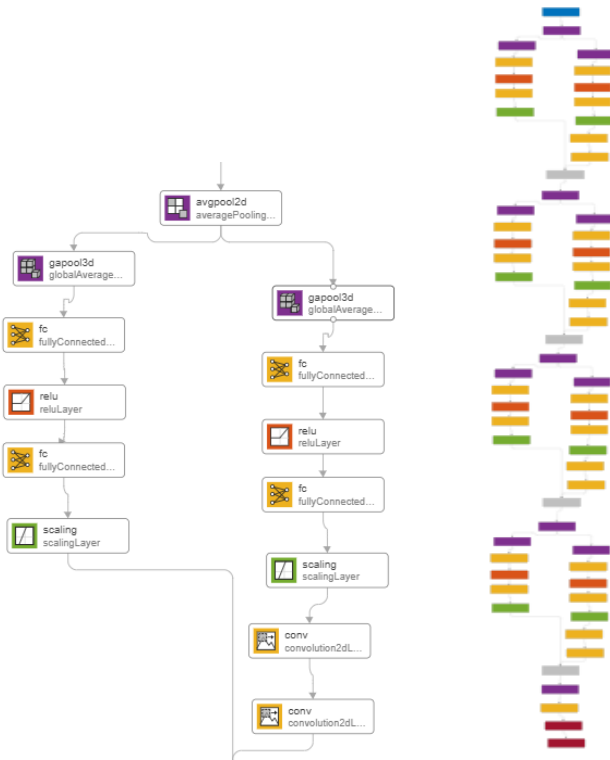 avgpool2d
averagePooling...
gapool3d
globalAverage...
gapool3d
globalAverage...
fc
fullyConnected...
fc
fullyConnected...
relu
reluLayer
relu
reluLayer
fc
fullyConnected...
fc
fullyConnected...
scaling
scalingLayer
scaling
scalingLayer
conv
convolution2dL...
conv
convolution2dL...